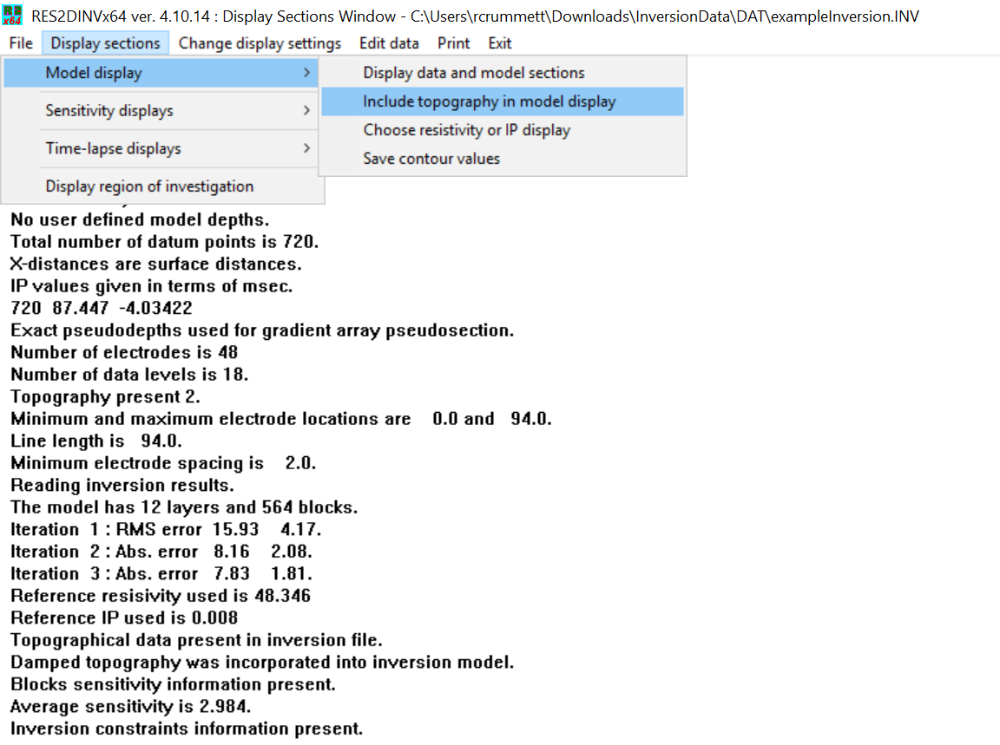 RES2DINVx64 ver. 4.10.14 : Display Sections Window - C:\Users\rcrummett\Downloads\InversionData\DAT\exampleInversion.INV
File Display sections Change display settings Edit data Print Exit
Model display
Sensitivity displays
Time-lapse displays
Display region of investigation
Display data and model sections
Include topography in model display
Choose resistivity or IP display
Save contour values
No user defined model depths.
Total number of datum points is 720.
X-distances are surface distances.
IP values given in terms of msec.
720 87.447 -4.03422
Exact pseudodepths used for gradient array pseudosection.
Number of electrodes is 48
Number of data levels is 18.
Topography present 2.
Minimum and maximum electrode locations are 0.0 and 94.0.
Line length is 94.0.
Minimum electrode spacing is 2.0.
Reading inversion results.
The model has 12 layers and 564 blocks.
Iteration 1 : RMS error 15.93 4.17.
Iteration 2 : Abs. error 8.16 2.08.
Iteration 3 : Abs. error 7.83 1.81.
Reference resisivity used is 48.346
Reference IP used is 0.008
Topographical data present in inversion file.
Damped topography was incorporated into inversion model.
Blocks sensitivity information present.
Average sensitivity is 2.984.
Inversion constraints information present.